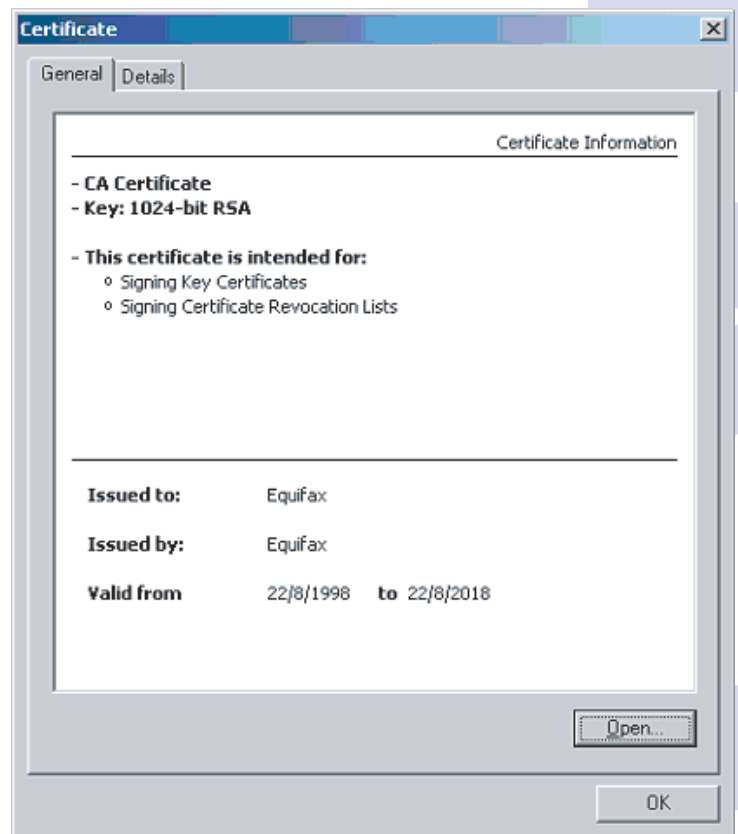 Certificate
General Details
Certificate Information
- CA Certificate
- Key: 1024-bit RSA
- This certificate is intended for:
Signing Key Certificates
Signing Certificate Revocation Lists
Issued to: Equifax
Issued by: Equifax
Valid from 22/8/1998 to 22/8/2018
Open...
OK